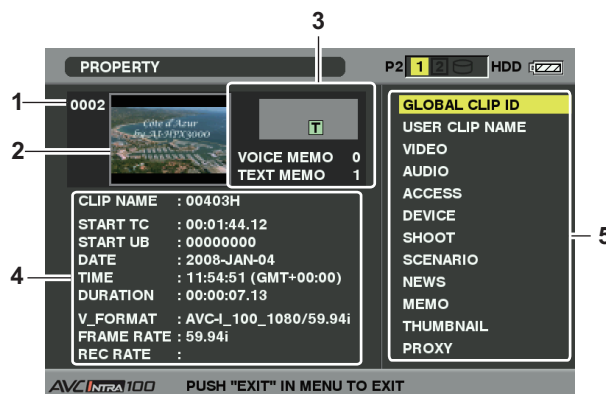 3
PROPERTY
P2 1 2 HDD
1
0002
2
Côte d'Azur
by AJ-HPX3000
T
VOICE MEMO 0
TEXT MEMO 1
4
CLIP NAME : 00403H
START TC : 00:01:44.12
START UB : 00000000
DATE : 2008-JAN-04
TIME : 11:54:51 (GMT+00:00)
DURATION : 00:00:07.13
V_FORMAT : AVC-I_100_1080/59.94i
FRAME RATE : 59.94i
REC RATE :
GLOBAL CLIP ID
USER CLIP NAME
VIDEO
AUDIO
ACCESS
DEVICE
SHOOT
SCENARIO
NEWS
MEMO
THUMBNAIL
PROXY
5
AVC INTRA 100 PUSH "EXIT" IN MENU TO EXIT